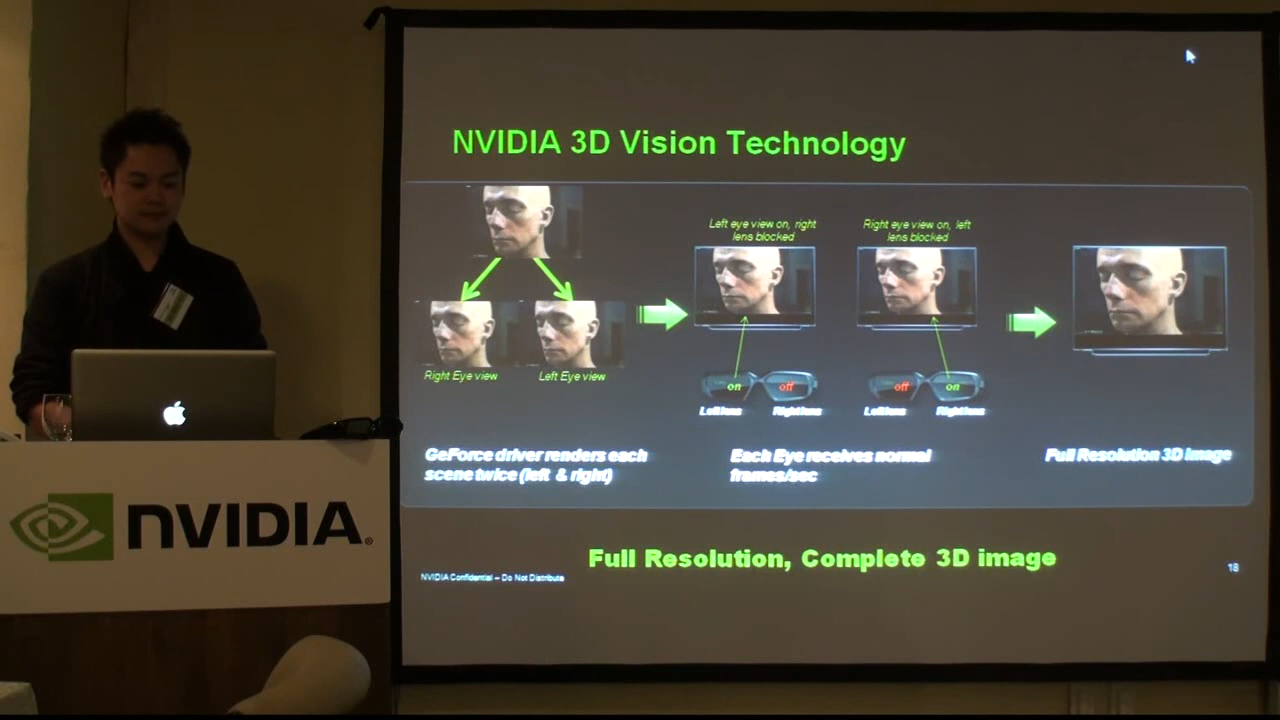 NVIDIA 3D Vision Technology
Left eye view on, right
lens blocked
Right eye view on, left
lens blocked
Right Eye view
Left Eye view
on
off
off
on
Left lens
Right lens
Left lens
Right lens
GeForce driver renders each
scene twice (left & right)
Each Eye receives normal
frames/sec
Full Resolution 3D Image
Full Resolution, Complete 3D image
NVIDIA Confidential – Do Not Distribute
18
NVIDIA®